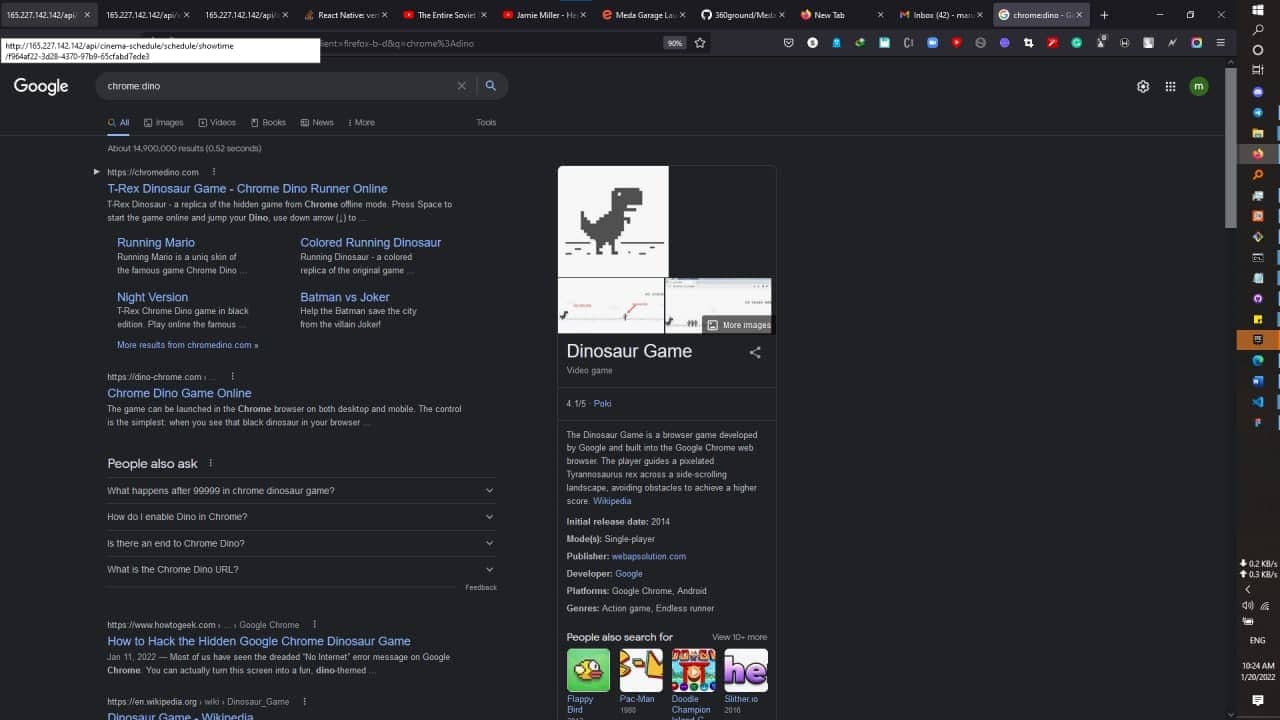 165.227.142.142/api/
165.227.142.142/api/
165.227.142.142/api/
React Native: ver
The Entire Soviet
Jamie Miller - He
Meda Garage Lau
360ground/Meda
New Tab
Inbox (42) - maru
chrome:dino - G
http://165.227.142.142/api/cinema-schedule/schedule/showtime
/f964af22-3d28-4370-97b9-65cfabd7ede3
ient=firefox-b-d&q=chrome%3Adino
90%
Google
chrome:dino
m
All
Images
Videos
Books
News
More
Tools
About 14,900,000 results (0.52 seconds)
https://chromedino.com
T-Rex Dinosaur Game - Chrome Dino Runner Online
T-Rex Dinosaur - a replica of the hidden game from Chrome offline mode. Press Space to
start the game online and jump your Dino, use down arrow (↓) to ...
Running Mario
Running Mario is a uniq skin of
the famous game Chrome Dino ...
Colored Running Dinosaur
Running Dinosaur - a colored
replica of the original game ...
Night Version
T-Rex Chrome Dino game in black
edition. Play online the famous ...
Batman vs Joker
Help the Batman save the city
from the villain Joker!
More results from chromedino.com »
https://dino-chrome.com › ...
Chrome Dino Game Online
The game can be launched in the Chrome browser on both desktop and mobile. The control
is the simplest: when you see that black dinosaur in your browser ...
People also ask
What happens after 99999 in chrome dinosaur game?
How do I enable Dino in Chrome?
Is there an end to Chrome Dino?
What is the Chrome Dino URL?
Feedback
https://www.howtogeek.com › ... › Google Chrome
How to Hack the Hidden Google Chrome Dinosaur Game
Jan 11, 2022 — Most of us have seen the dreaded "No Internet" error message on Google
Chrome. You can actually turn this screen into a fun, dino-themed ...
https://en.wikipedia.org › wiki › Dinosaur_Game
Dinosaur Game - Wikipedia
More images
Dinosaur Game
Video game
4.1/5 · Poki
The Dinosaur Game is a browser game developed
by Google and built into the Google Chrome web
browser. The player guides a pixelated
Tyrannosaurus rex across a side-scrolling
landscape, avoiding obstacles to achieve a higher
score. Wikipedia
Initial release date: 2014
Mode(s): Single-player
Publisher: webapsolution.com
Developer: Google
Platforms: Google Chrome, Android
Genres: Action game, Endless runner
People also search for
View 10+ more
he
Flappy
Bird
2013
Pac-Man
1980
Doodle
Champion
Island G...
Slither.io
2016
0.2 KB/s
0.3 KB/s
ENG
10:24 AM
1/20/2022